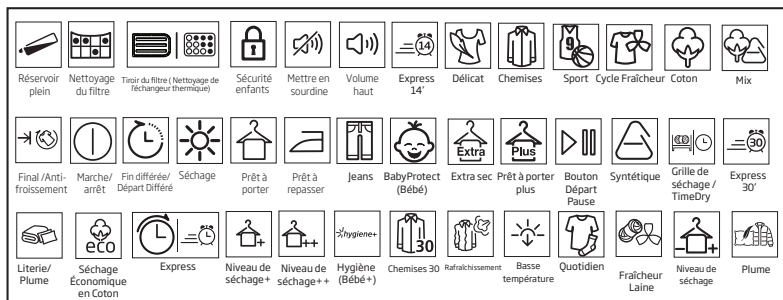 14
9
Réservoir plein
Nettoyage du filtre
Tiroir du filtre ( Nettoyage de l'échangeur thermique)
Sécurité enfants
Mettre en sourdine
Volume haut
Express 14'
Délicat
Chemises
Sport
Cycle Fraîcheur
Coton
Mix
Extra
Plus
30
Final /Anti-froissement
Marche/ arrêt
Fin différée/ Départ Différé
Séchage
Prêt à porter
Prêt à repasser
Jeans
BabyProtect (Bébé)
Extra sec
Prêt à porter plus
Bouton Départ Pause
Syntétique
Grille de séchage / TimeDry
Express 30'
eco
+
++
hygiene+
30
- +
Literie/ Plume
Séchage Économique en Coton
Express
Niveau de séchage+
Niveau de séchage++
Hygiène (Bébé+)
Chemises 30
Rafraîchissement
Basse température
Quotidien
Fraîcheur Laine
Niveau de séchage
Plume